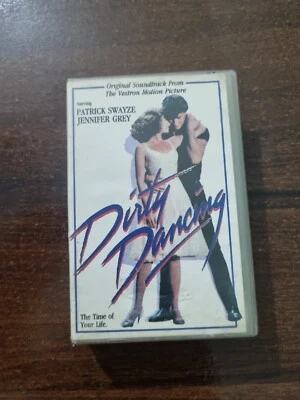 Original Soundtrack From
The Vestron Motion Picture
starring
PATRICK SWAYZE
JENNIFER GREY
Dirty
Dancing
The Time of
Your Life.